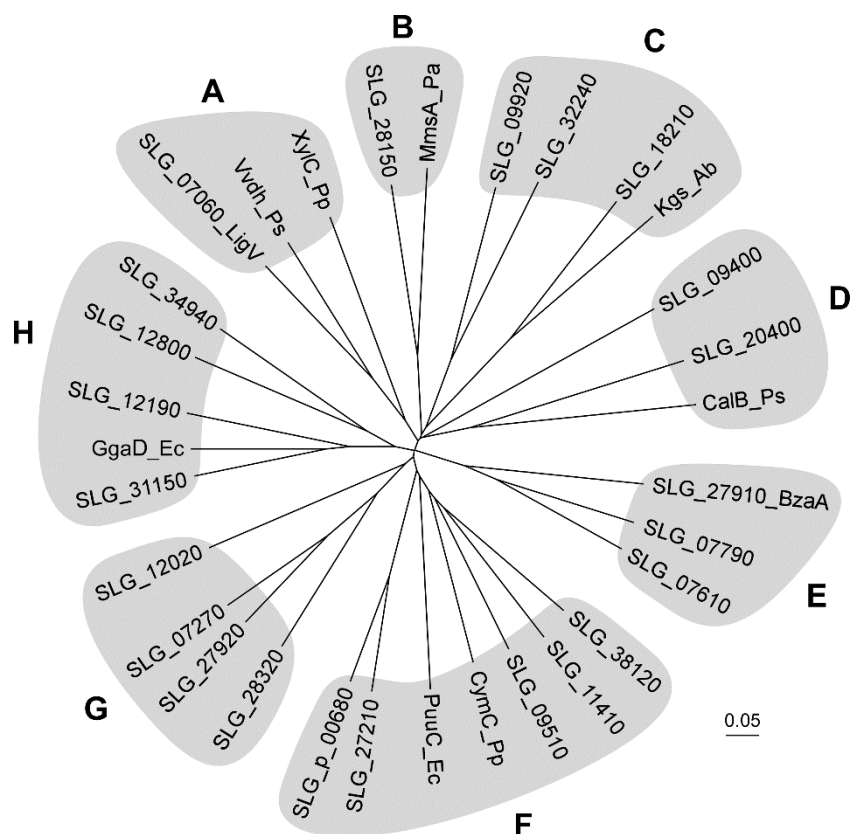 A
SLG_07060_LigV
Vvdh_Ps
XylC_Pp
B
SLG_28150
MmsA_Pa
C
SLG_09920
SLG_32240
SLG_18210
Kgs_Ab
D
SLG_09400
SLG_20400
CalB_Ps
E
SLG_27910_BzaA
SLG_07790
SLG_07610
F
SLG_38120
SLG_11410
SLG_09510
CymC_Pp
PuuC_Ec
SLG_27210
SLG_p_00680
G
SLG_28320
SLG_27920
SLG_07270
SLG_12020
H
SLG_31150
GgaD_Ec
SLG_12190
SLG_12800
SLG_34940
0.05